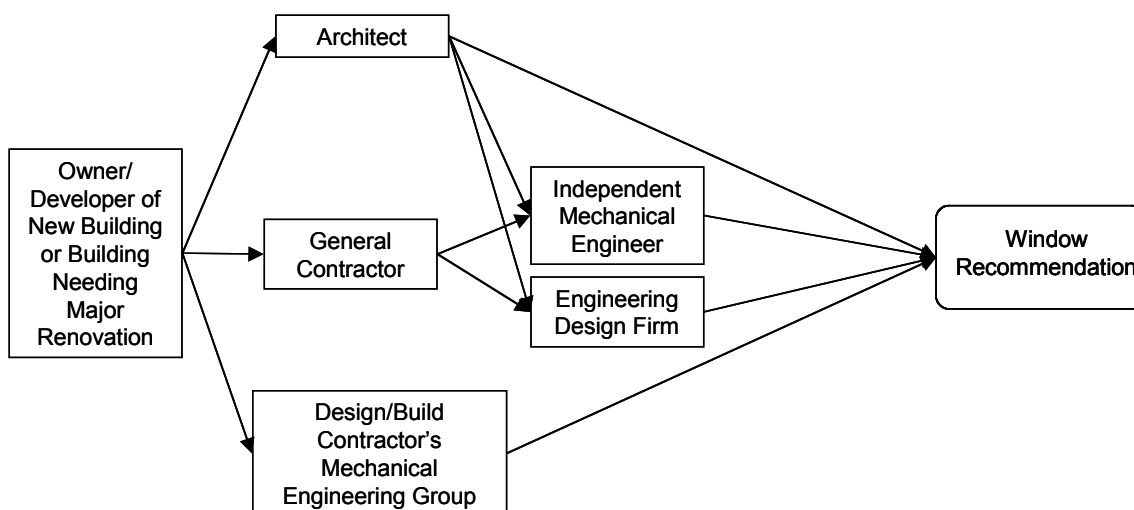 Architect
Owner/
Developer of
New Building
or Building
Needing
Major
Renovation
General
Contractor
Independent
Mechanical
Engineer
Engineering
Design Firm
Window
Recommendation
Design/Build
Contractor's
Mechanical
Engineering Group